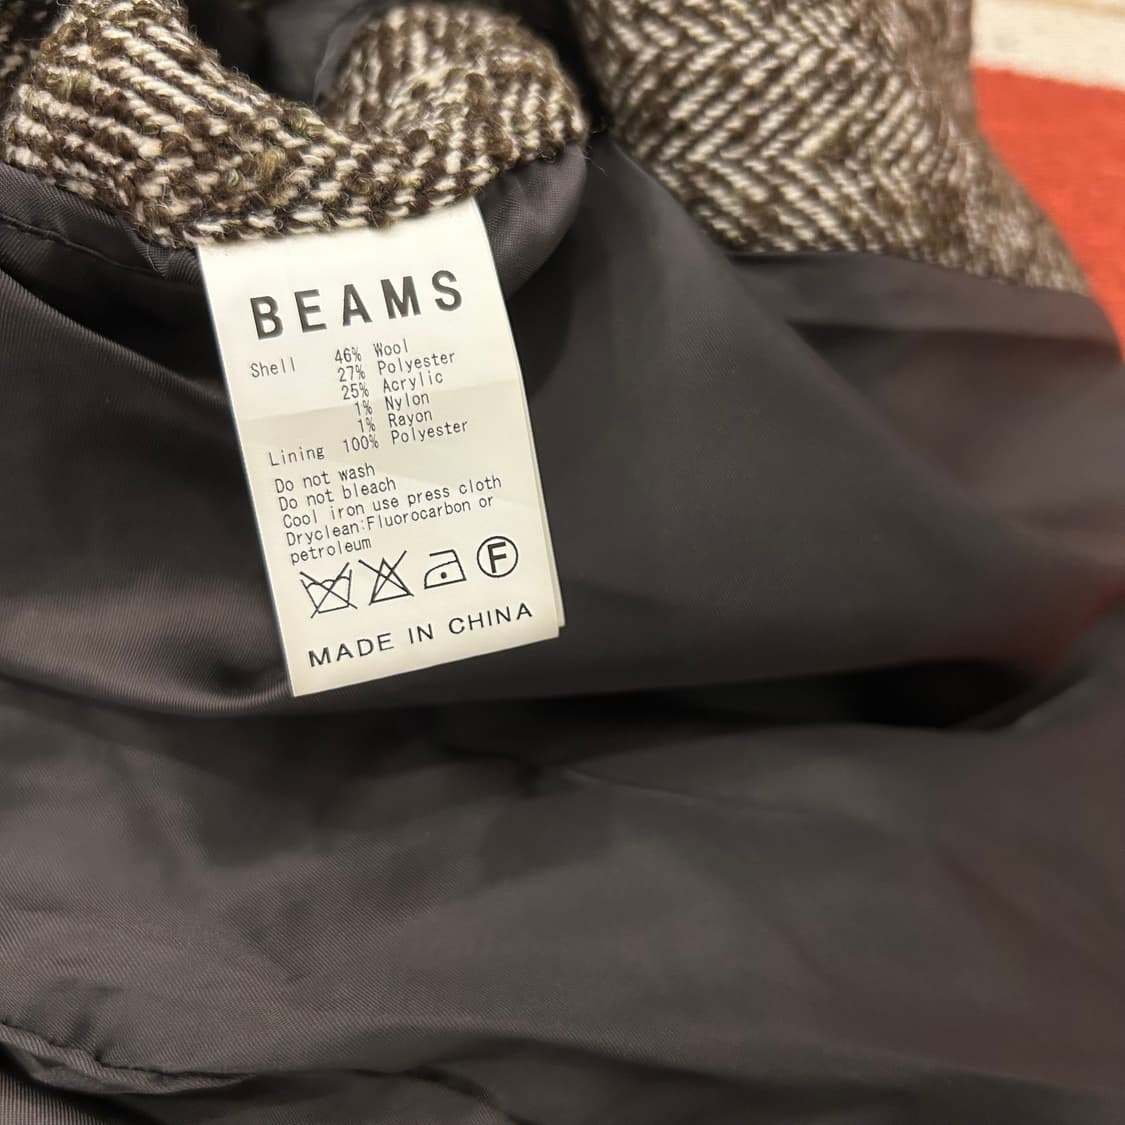 BEAMS
Shell 46% Wool
27% Polyester
25% Acrylic
1% Nylon
1% Rayon
Lining 100% Polyester
Do not wash
Do not bleach
Cool iron use press cloth
Dryclean:Fluorocarbon or
petroleum
F
MADE IN CHINA